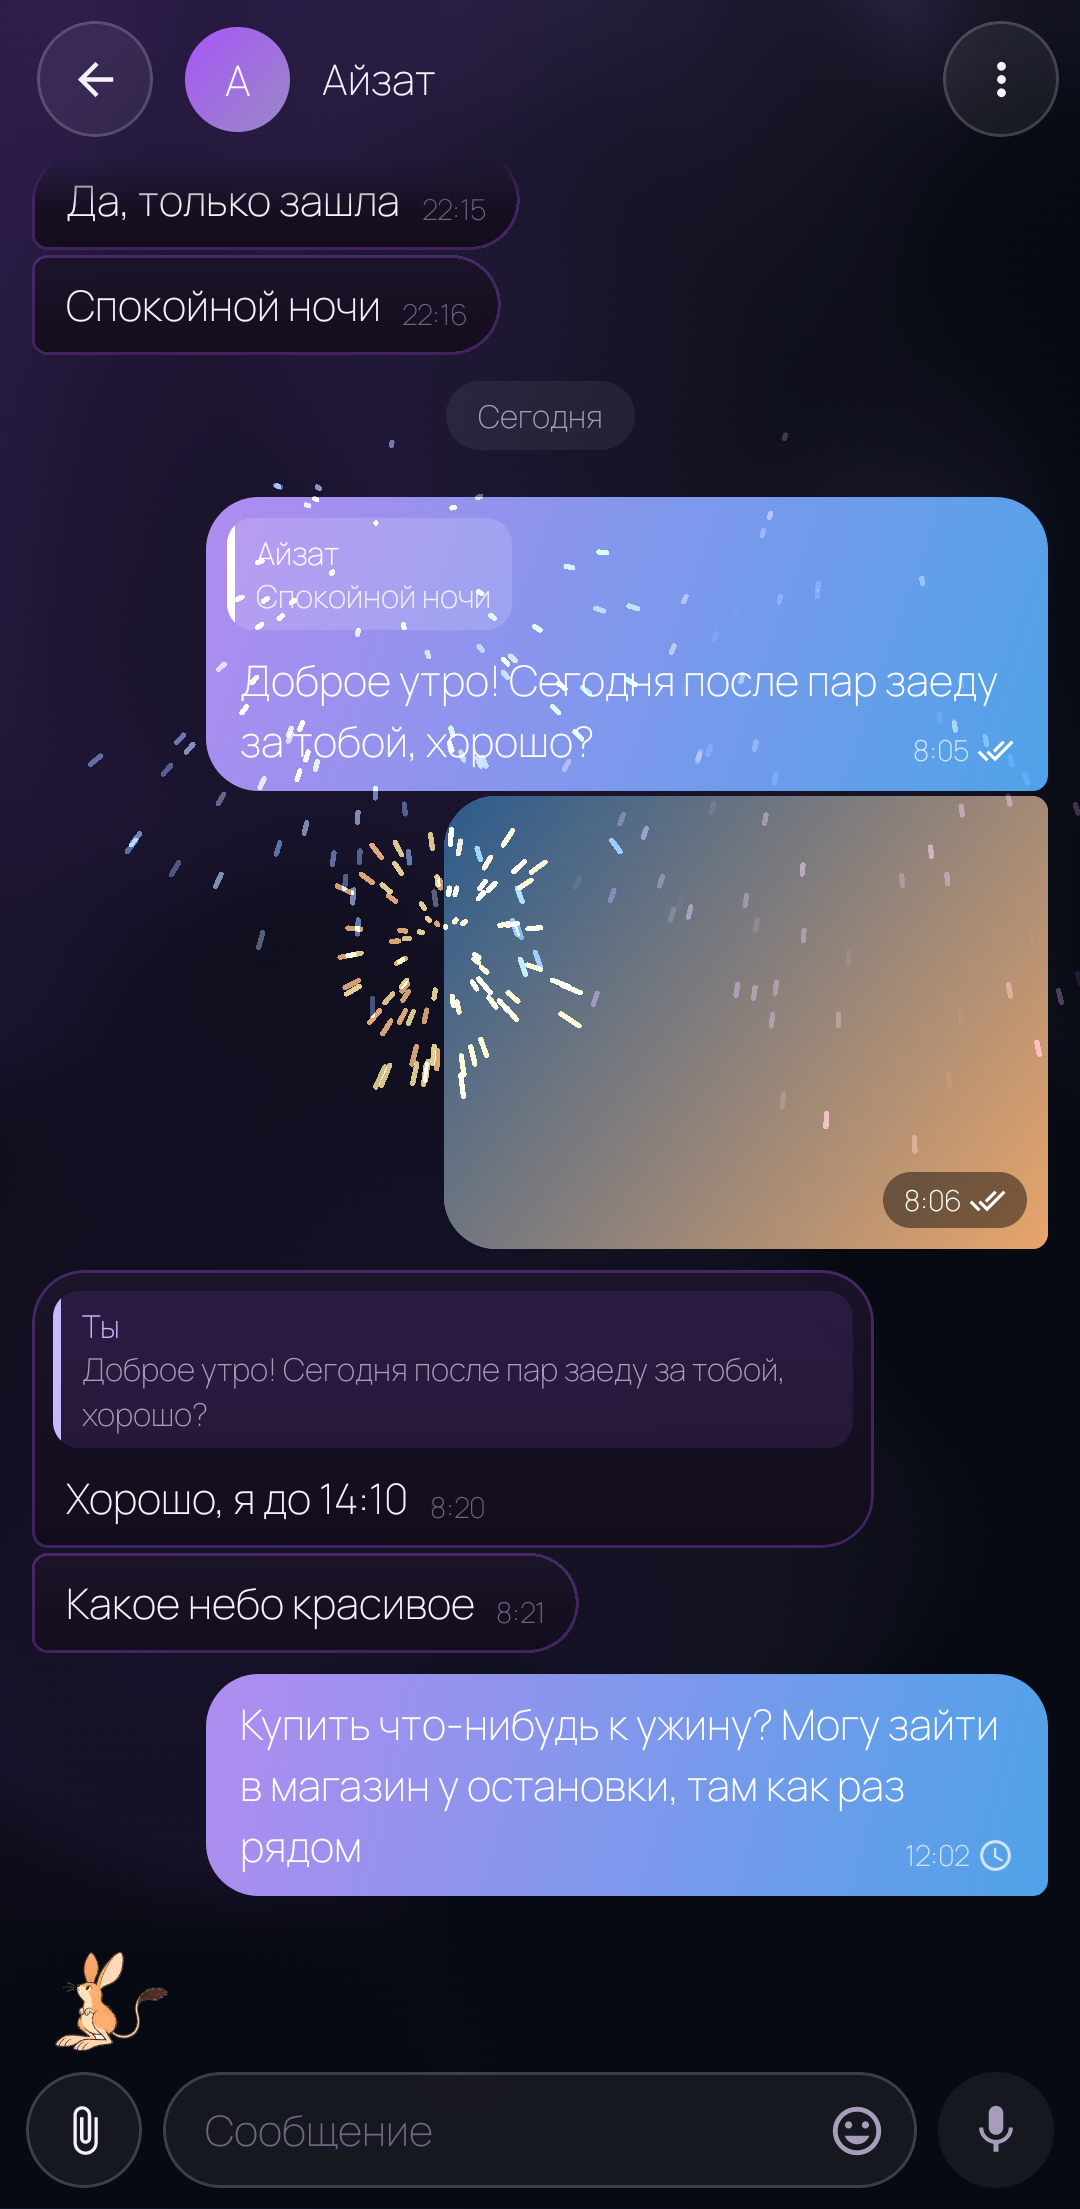 А Айзат
Да, только зашла 22:15
Спокойной ночи 22:16
Сегодня
Айзат
Спокойной ночи
Доброе утро! Сегодня после пар заеду
за тобой, хорошо? 8:05
8:06
Ты
Доброе утро! Сегодня после пар заеду за тобой,
хорошо?
Хорошо, я до 14:10 8:20
Какое небо красивое 8:21
Купить что-нибудь к ужину? Могу зайти
в магазин у остановки, там как раз
рядом 12:02
Сообщение